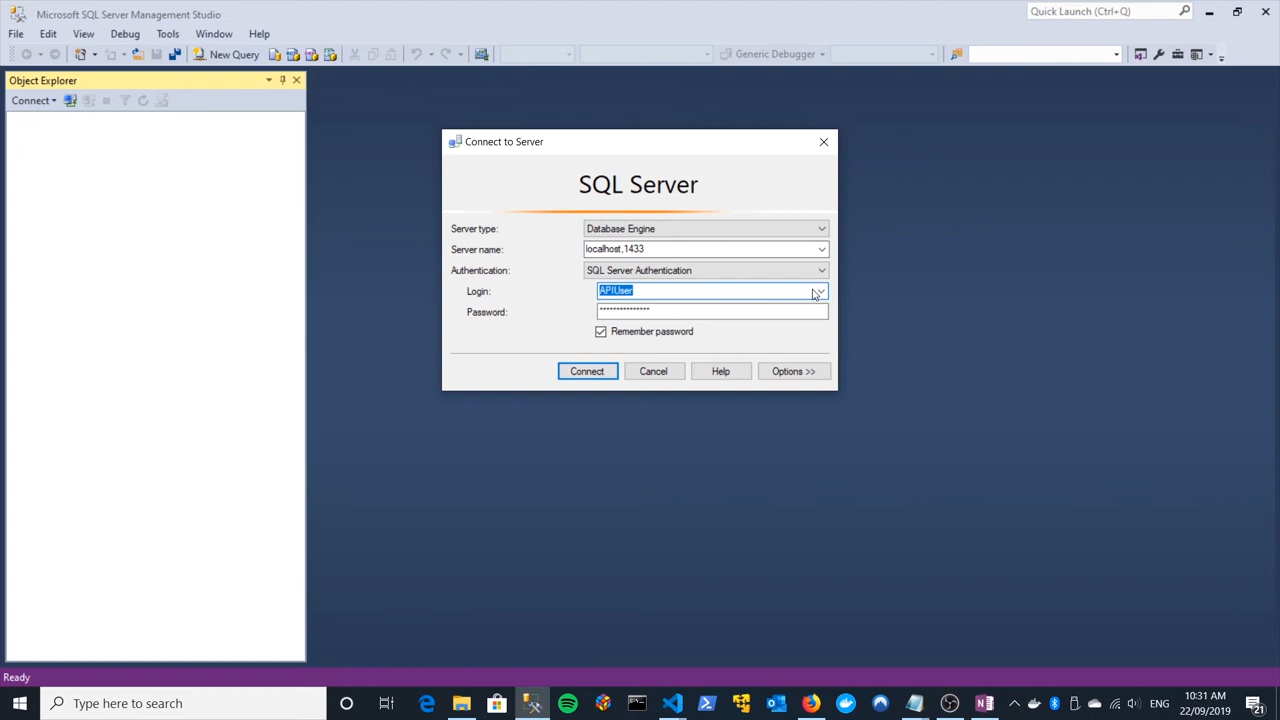 Microsoft SQL Server Management Studio
Quick Launch (Ctrl+Q)
File Edit View Debug Tools Window Help
New Query
Generic Debugger
Object Explorer
Connect
Connect to Server
SQL Server
Server type: Database Engine
Server name: localhost,1433
Authentication: SQL Server Authentication
Login: APIUser
Password: ***************
Remember password
Connect Cancel Help Options >>
Ready
Type here to search
ENG
10:31 AM
22/09/2019
21